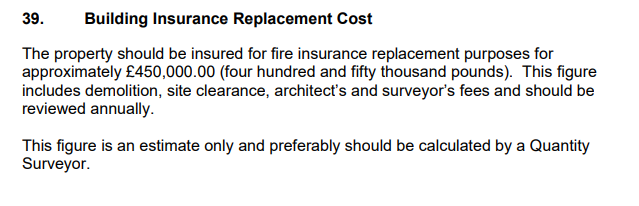 39. Building Insurance Replacement Cost
The property should be insured for fire insurance replacement purposes for
approximately £450,000.00 (four hundred and fifty thousand pounds).  This figure
includes demolition, site clearance, architect's and surveyor's fees and should be
reviewed annually.
This figure is an estimate only and preferably should be calculated by a Quantity
Surveyor.